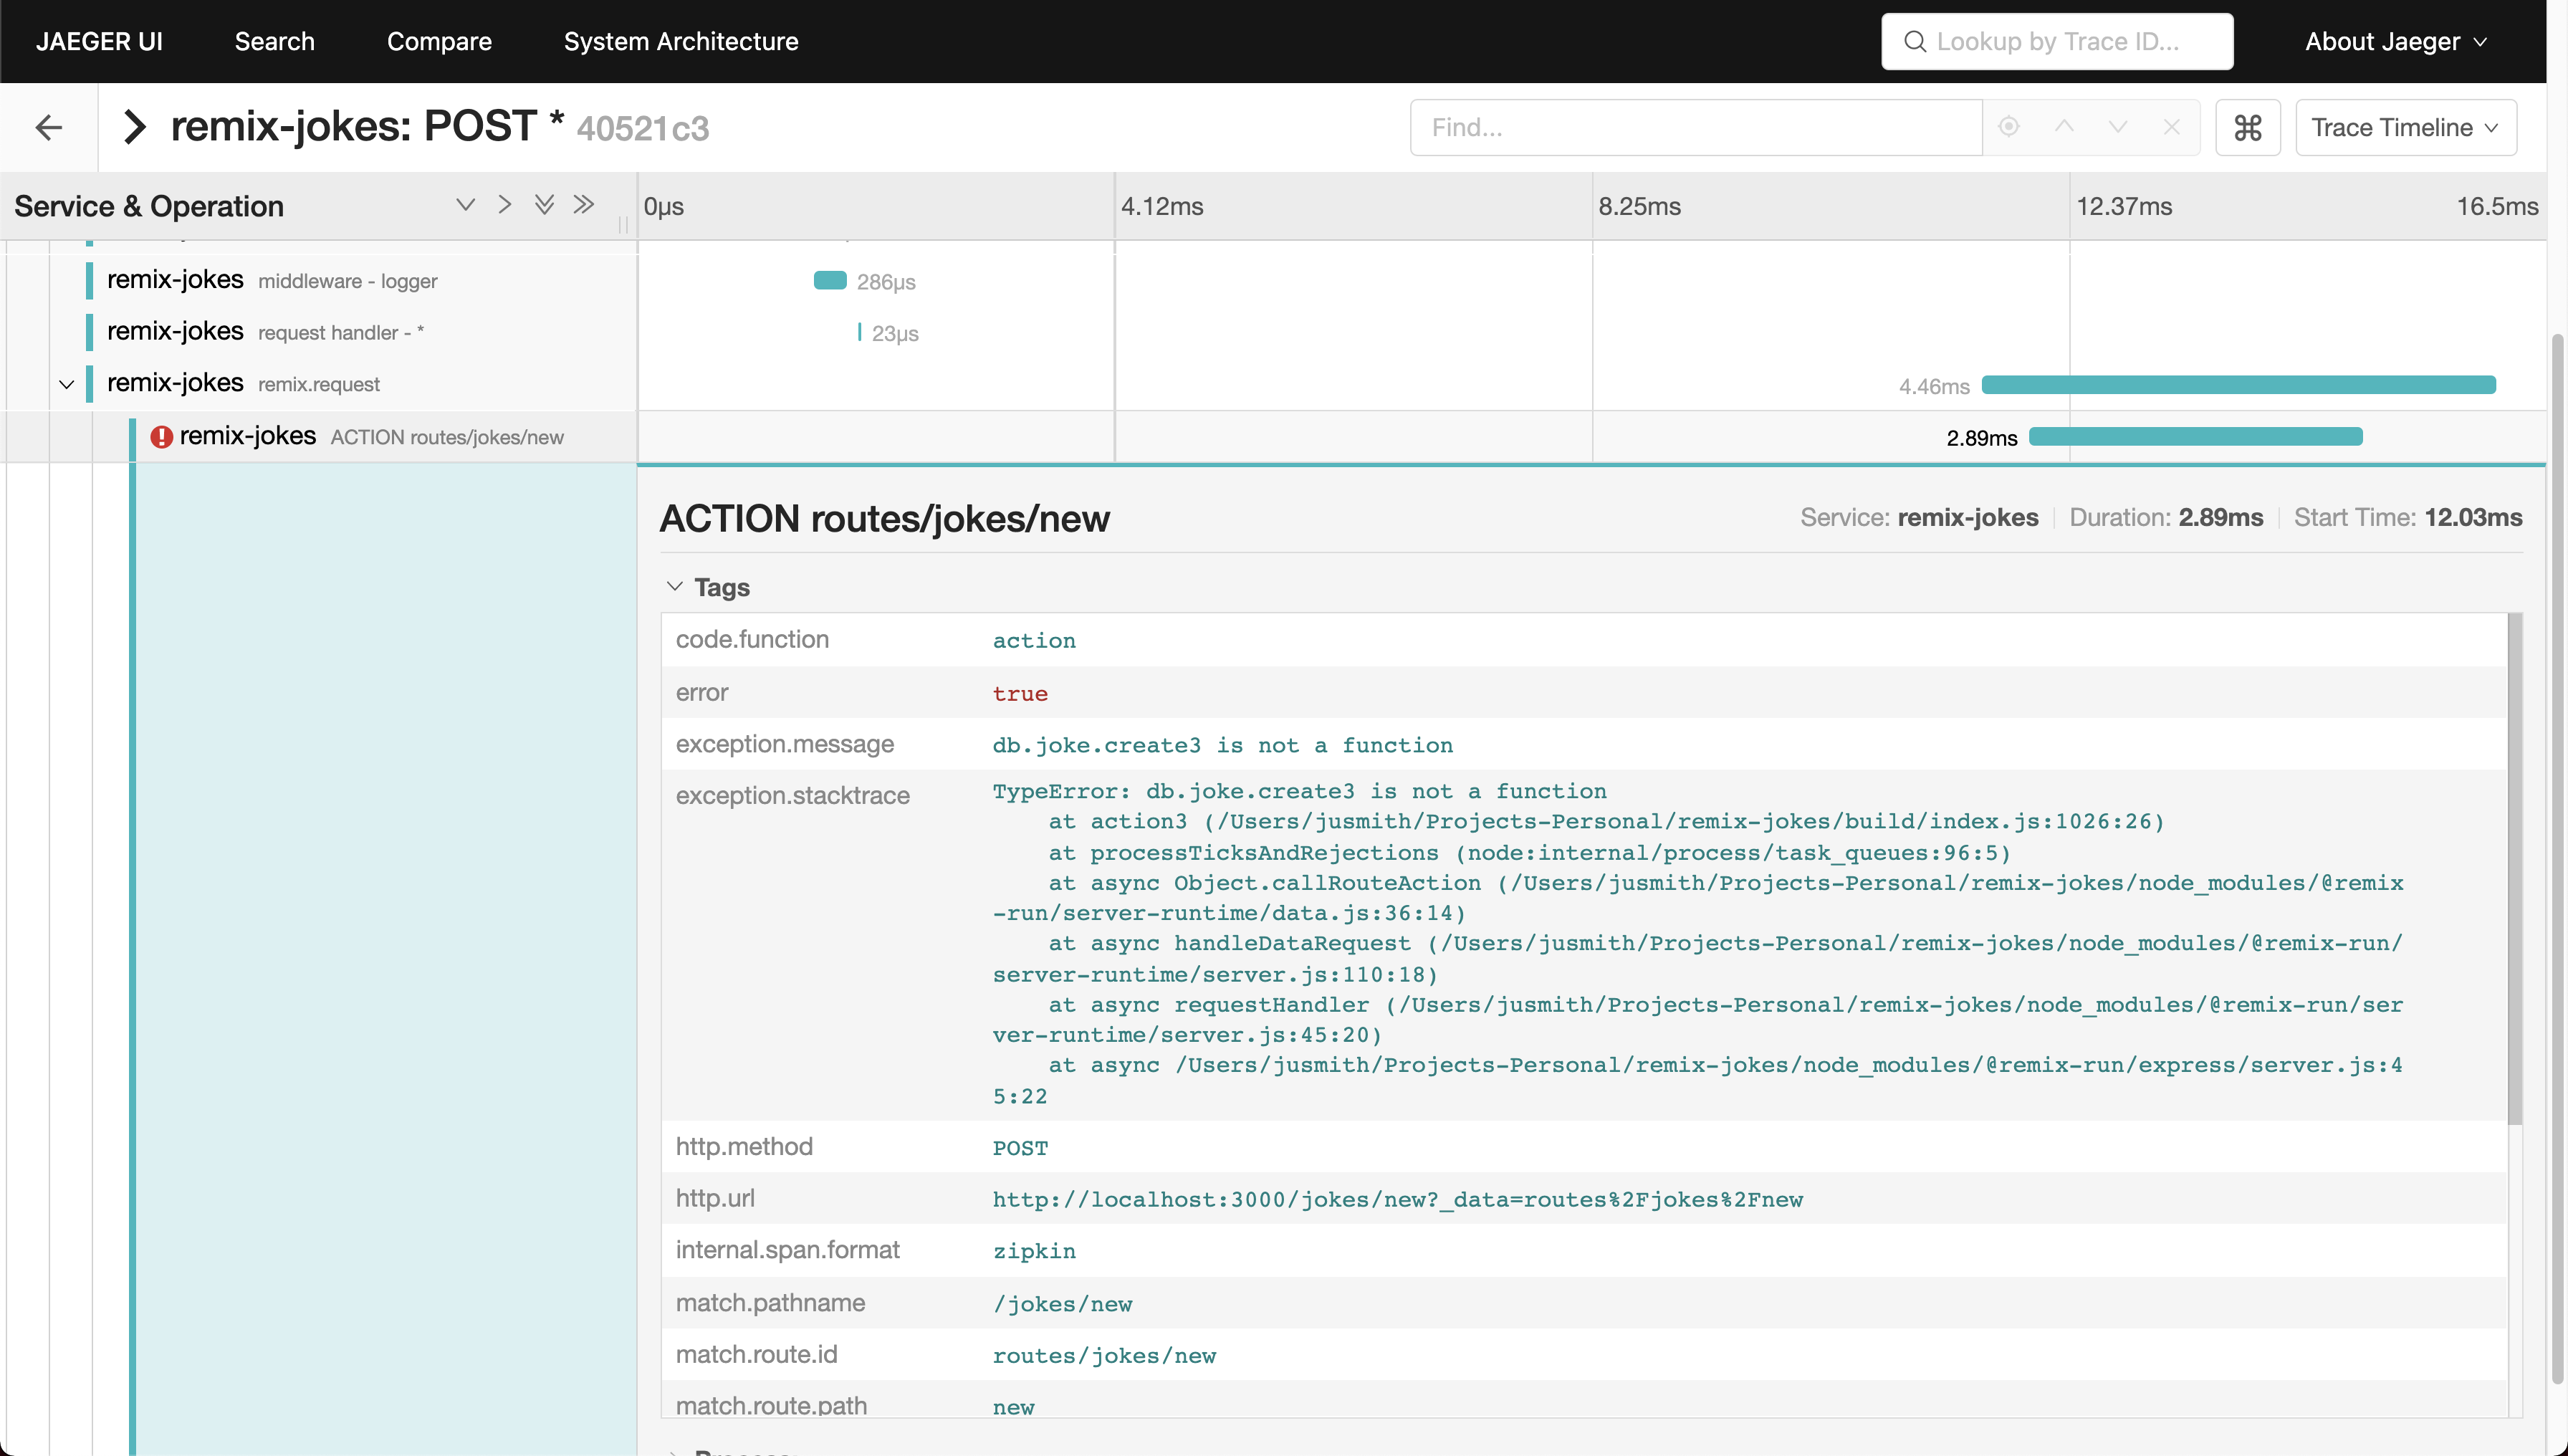 JAEGER UI Search Compare System Architecture Lookup by Trace ID... About Jaeger
remix-jokes: POST * 40521c3 Find... ⌘ Trace Timeline
Service & Operation 0μs 4.12ms 8.25ms 12.37ms 16.5ms
remix-jokes middleware - logger 286μs
remix-jokes request handler - * 23μs
remix-jokes remix.request 4.46ms
remix-jokes ACTION routes/jokes/new 2.89ms
ACTION routes/jokes/new Service: remix-jokes Duration: 2.89ms Start Time: 12.03ms
Tags
code.function action
error true
exception.message db.joke.create3 is not a function
exception.stacktrace TypeError: db.joke.create3 is not a function
at action3 (/Users/jusmith/Projects-Personal/remix-jokes/build/index.js:1026:26)
at processTicksAndRejections (node:internal/process/task_queues:96:5)
at async Object.callRouteAction (/Users/jusmith/Projects-Personal/remix-jokes/node_modules/@remix
-run/server-runtime/data.js:36:14)
at async handleDataRequest (/Users/jusmith/Projects-Personal/remix-jokes/node_modules/@remix-run/
server-runtime/server.js:110:18)
at async requestHandler (/Users/jusmith/Projects-Personal/remix-jokes/node_modules/@remix-run/ser
ver-runtime/server.js:45:20)
at async /Users/jusmith/Projects-Personal/remix-jokes/node_modules/@remix-run/express/server.js:4
5:22
http.method POST
http.url http://localhost:3000/jokes/new?_data=routes%2Fjokes%2Fnew
internal.span.format zipkin
match.pathname /jokes/new
match.route.id routes/jokes/new
match.route.path new